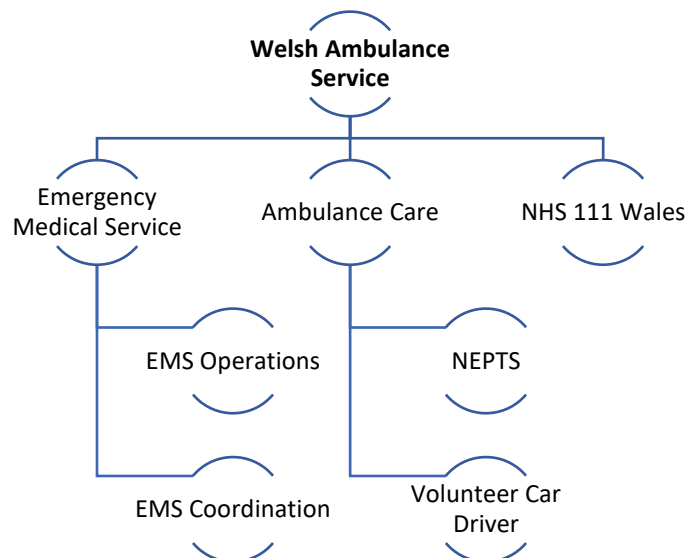 Welsh Ambulance
Service
Emergency
Medical Service
Ambulance Care
NHS 111 Wales
EMS Operations
NEPTS
EMS Coordination
Volunteer Car
Driver